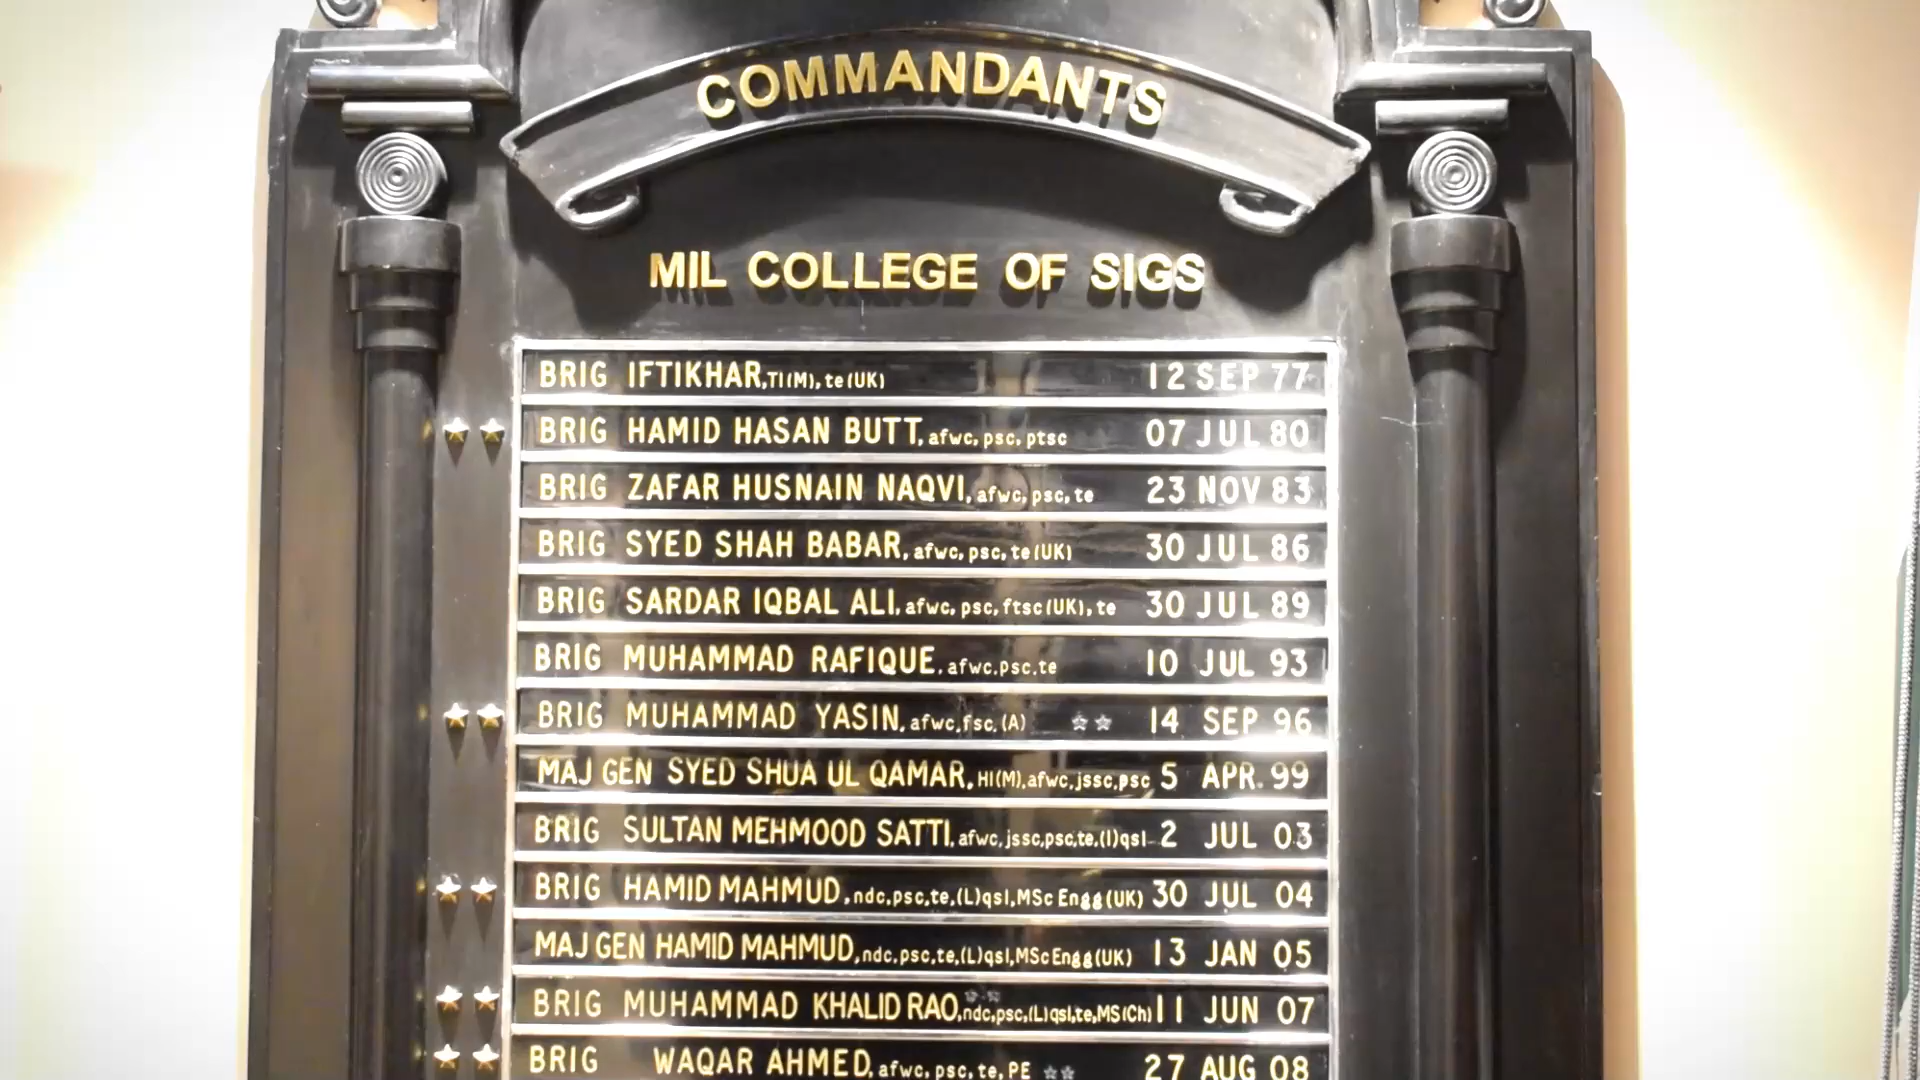 COMMANDANTS
MIL COLLEGE OF SIGS
BRIG IFTIKHAR, TI(M), te(UK) 12 SEP 77
BRIG HAMID HASAN BUTT, afwc, psc, ptsc 07 JUL 80
BRIG ZAFAR HUSNAIN NAQVI, afwc, psc, te 23 NOV 83
BRIG SYED SHAH BABAR, afwc, psc, te(UK) 30 JUL 86
BRIG SARDAR IQBAL ALI, afwc, psc, ftsc(UK), te 30 JUL 89
BRIG MUHAMMAD RAFIQUE, afwc,psc,te 10 JUL 93
BRIG MUHAMMAD YASIN, afwc,fsc,(A) 14 SEP 96
MAJ GEN SYED SHUA UL QAMAR, HI(M),afwc,jssc,psc 5 APR. 99
BRIG SULTAN MEHMOOD SATTI, afwc,jssc,psc,te,(I)qsl 2 JUL 03
BRIG HAMID MAHMUD, ndc,psc,te,(L)qsl,MSc Engg(UK) 30 JUL 04
MAJ GEN HAMID MAHMUD, ndc,psc,te,(L)qsl,MSc Engg(UK) 13 JAN 05
BRIG MUHAMMAD KHALID RAO, ndc,psc,(L)qsl,te,MS(Ch) 11 JUN 07
BRIG WAQAR AHMED, afwc, psc, te, PE 27 AUG 08